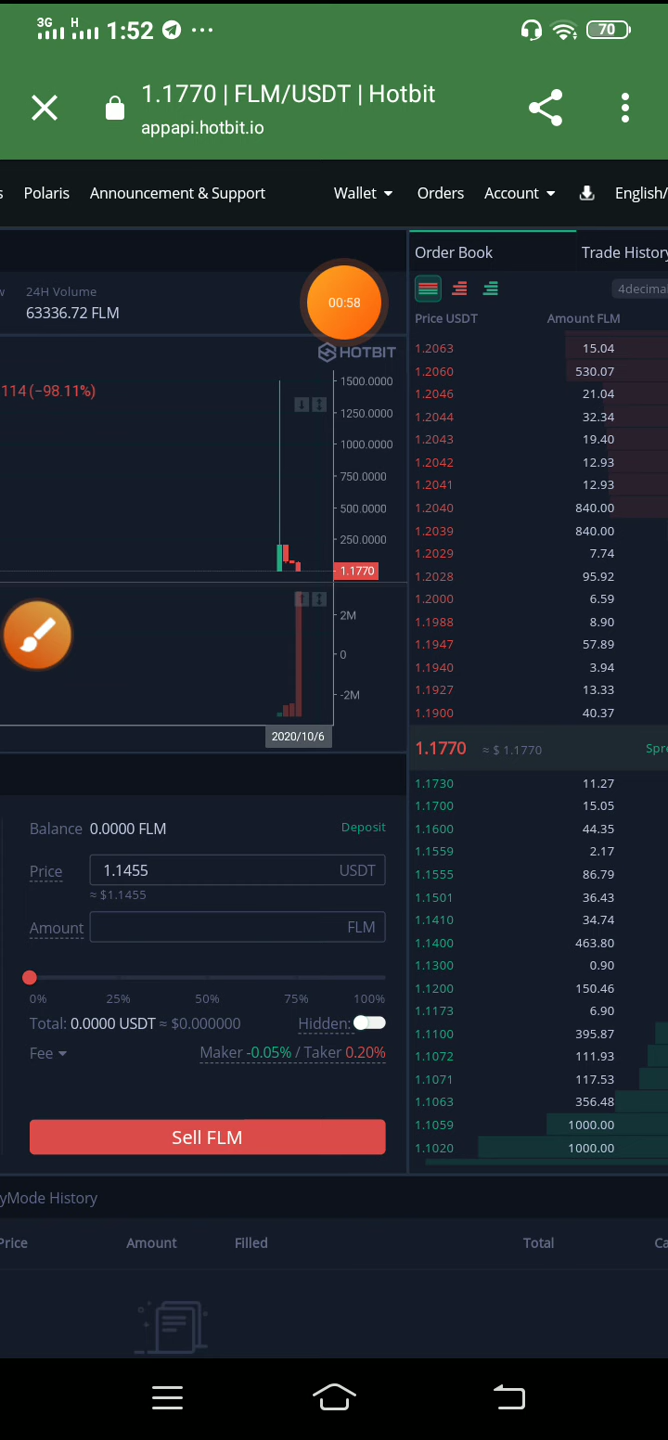 3G H 1:52 ... 70
1.1770 | FLM/USDT | Hotbit
appapi.hotbit.io
s Polaris Announcement & Support Wallet Orders Account English/
Order Book Trade History
w 24H Volume
63336.72 FLM
00:58
4decimal
Price USDT Amount FLM
HOTBIT
114 (−98.11%)
1500.0000
1250.0000
1000.0000
750.0000
500.0000
250.0000
1.1770
2M
0
-2M
2020/10/6
1.2063 15.04
1.2060 530.07
1.2046 21.04
1.2044 32.34
1.2043 19.40
1.2042 12.93
1.2041 12.93
1.2040 840.00
1.2039 840.00
1.2029 7.74
1.2028 95.92
1.2000 6.59
1.1988 8.90
1.1947 57.89
1.1940 3.94
1.1927 13.33
1.1900 40.37
1.1770 ≈ $ 1.1770 Spre
1.1730 11.27
1.1700 15.05
1.1600 44.35
1.1559 2.17
1.1555 86.79
1.1501 36.43
1.1410 34.74
1.1400 463.80
1.1300 0.90
1.1200 150.46
1.1173 6.90
1.1100 395.87
1.1072 111.93
1.1071 117.53
1.1063 356.48
1.1059 1000.00
1.1020 1000.00
Balance 0.0000 FLM Deposit
Price 1.1455 USDT
≈ $1.1455
Amount FLM
0% 25% 50% 75% 100%
Total: 0.0000 USDT ≈ $0.000000 Hidden:
Fee Maker -0.05% / Taker 0.20%
Sell FLM
yMode History
Price Amount Filled Total Ca